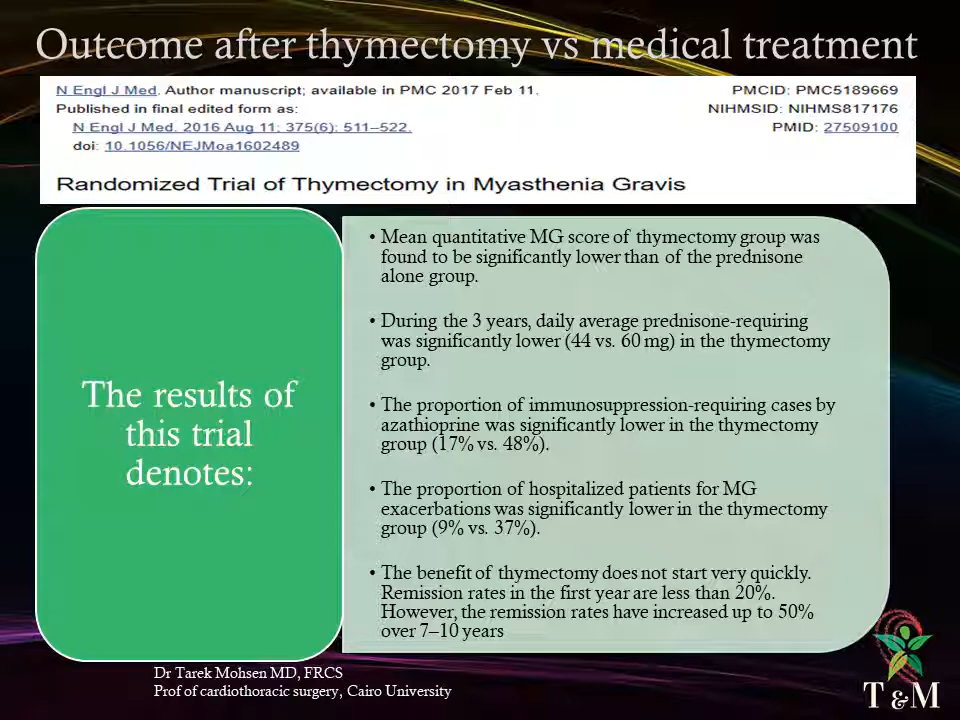 Outcome after thymectomy vs medical treatment
N Engl J Med. Author manuscript; available in PMC 2017 Feb 11.
Published in final edited form as:
N Engl J Med. 2016 Aug 11; 375(6): 511–522.
doi: 10.1056/NEJMoa1602489
PMCID: PMC5189669
NIHMSID: NIHMS817176
PMID: 27509100
Randomized Trial of Thymectomy in Myasthenia Gravis
The results of
this trial
denotes:
• Mean quantitative MG score of thymectomy group was
found to be significantly lower than of the prednisone
alone group.
• During the 3 years, daily average prednisone-requiring
was significantly lower (44 vs. 60 mg) in the thymectomy
group.
• The proportion of immunosuppression-requiring cases by
azathioprine was significantly lower in the thymectomy
group (17% vs. 48%).
• The proportion of hospitalized patients for MG
exacerbations was significantly lower in the thymectomy
group (9% vs. 37%).
• The benefit of thymectomy does not start very quickly.
Remission rates in the first year are less than 20%.
However, the remission rates have increased up to 50%
over 7–10 years
Dr Tarek Mohsen MD, FRCS
Prof of cardiothoracic surgery, Cairo University
T & M